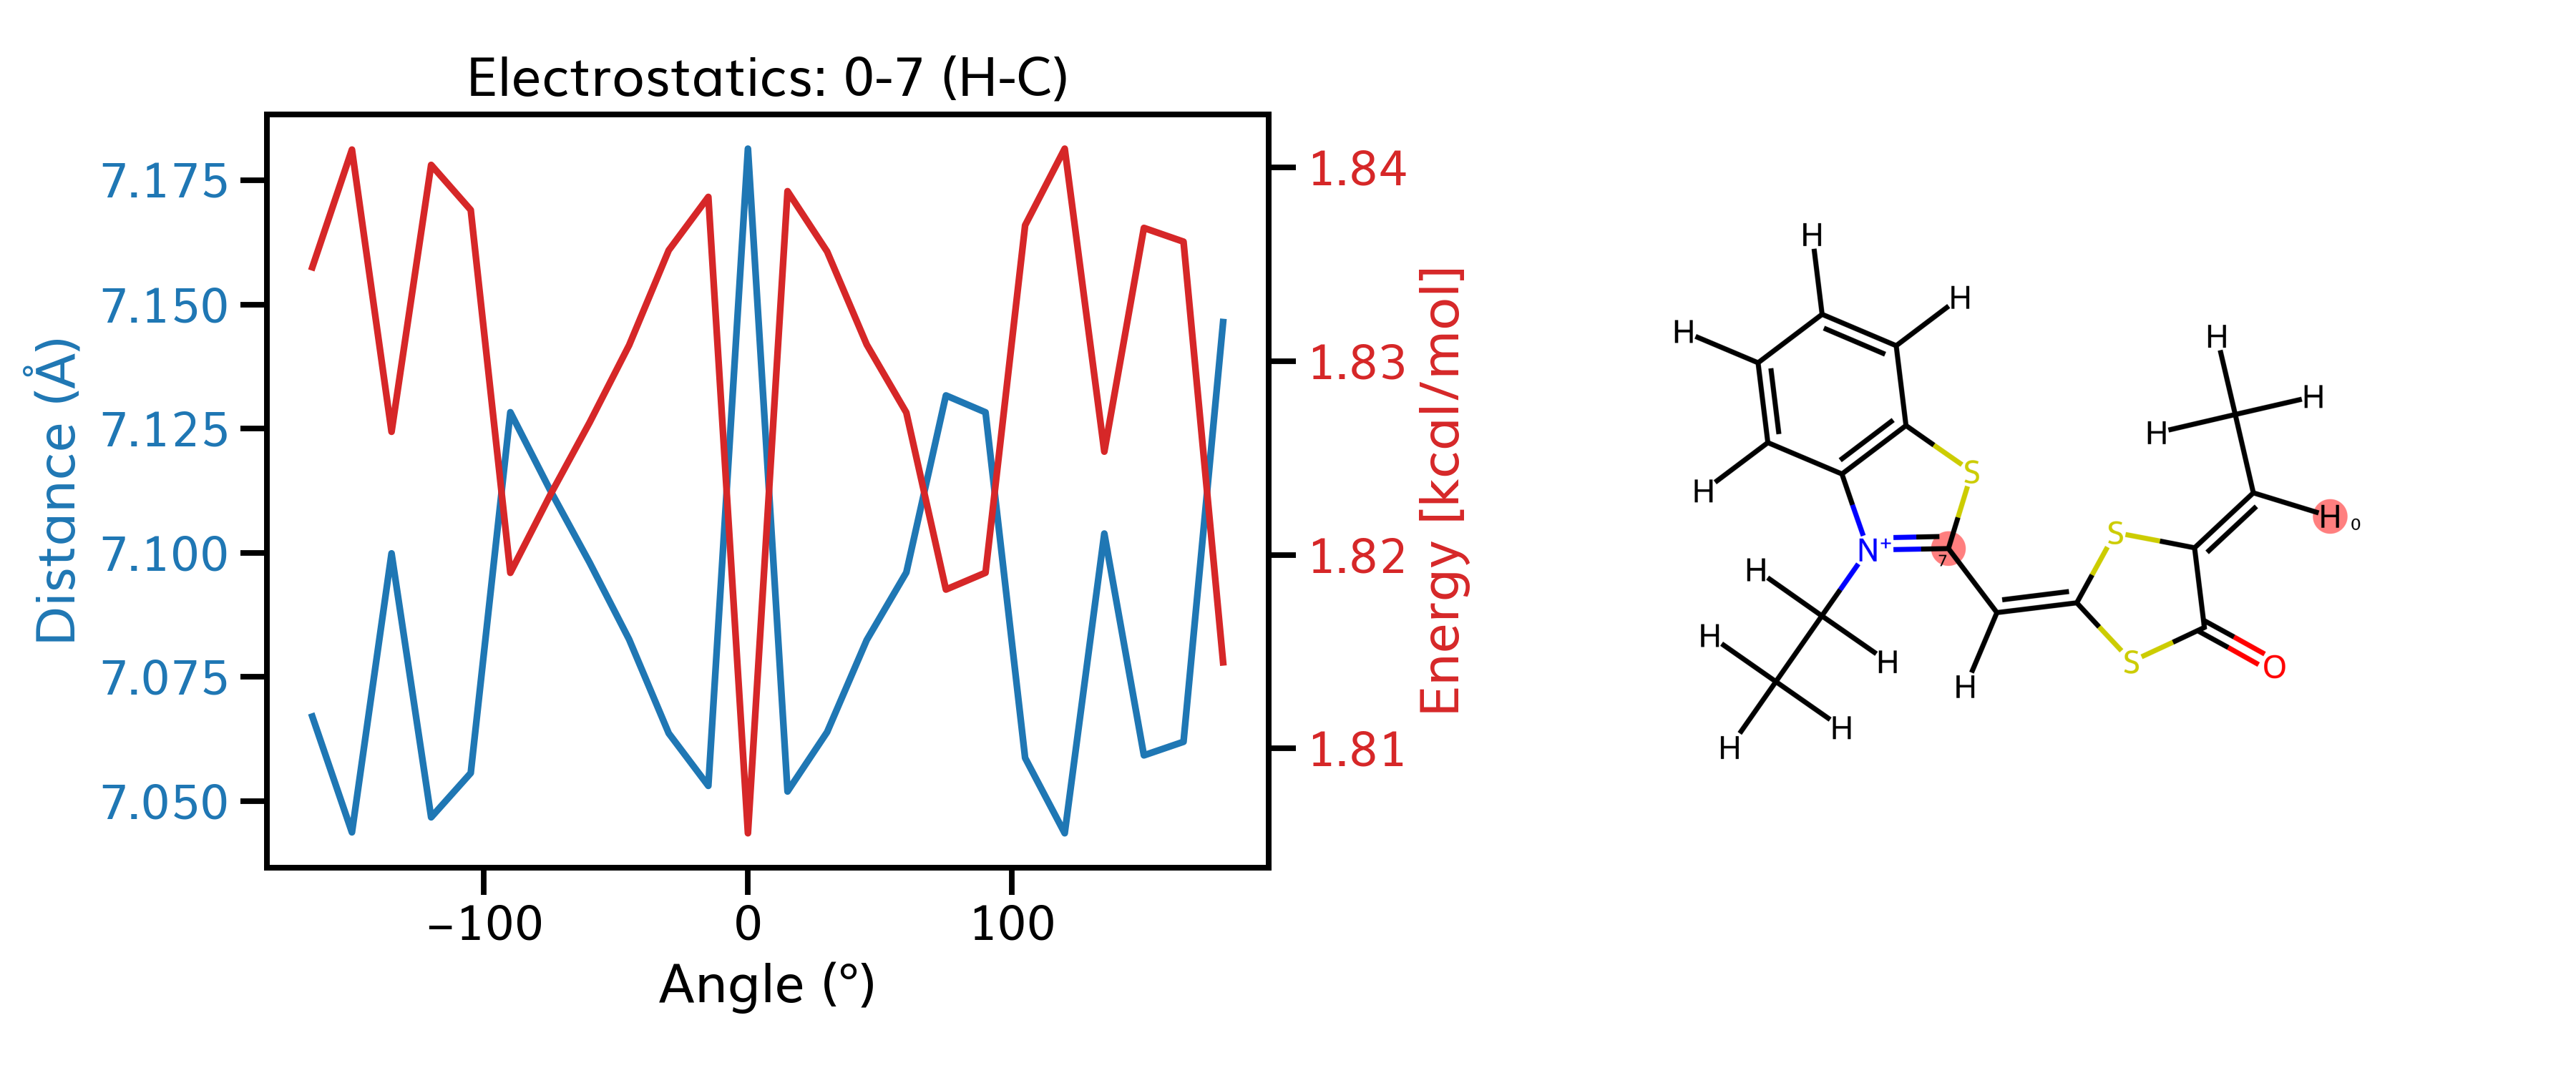 Electrostatics: 0-7 (H-C)
7.175
7.150
7.125
7.100
7.075
7.050
Distance (Å)
1.84
1.83
1.82
1.81
Energy [kcal/mol]
−100
0
100
Angle (°)
H
H
H
H
S
N+
7
H
H
H
H
H
H
S
S
O
H
H
H
H 0